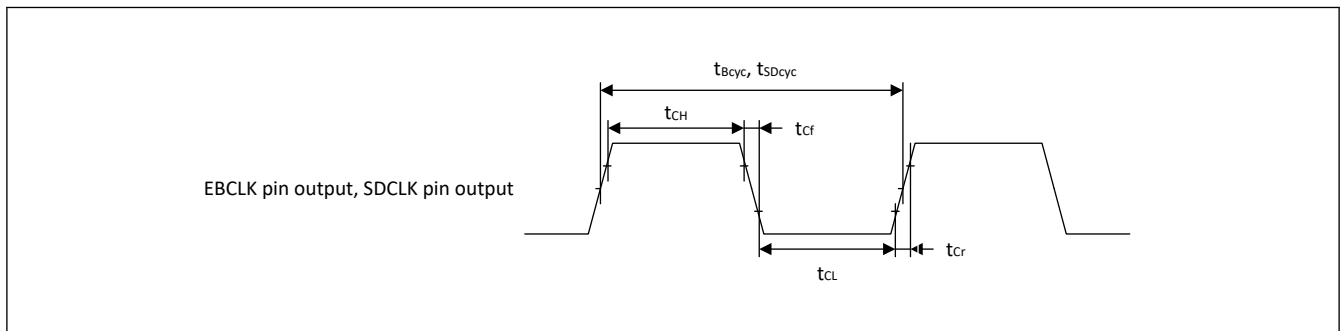 tBcyc, tSDcyc
tCH
tCf
EBCLK pin output, SDCLK pin output
tCr
tCL